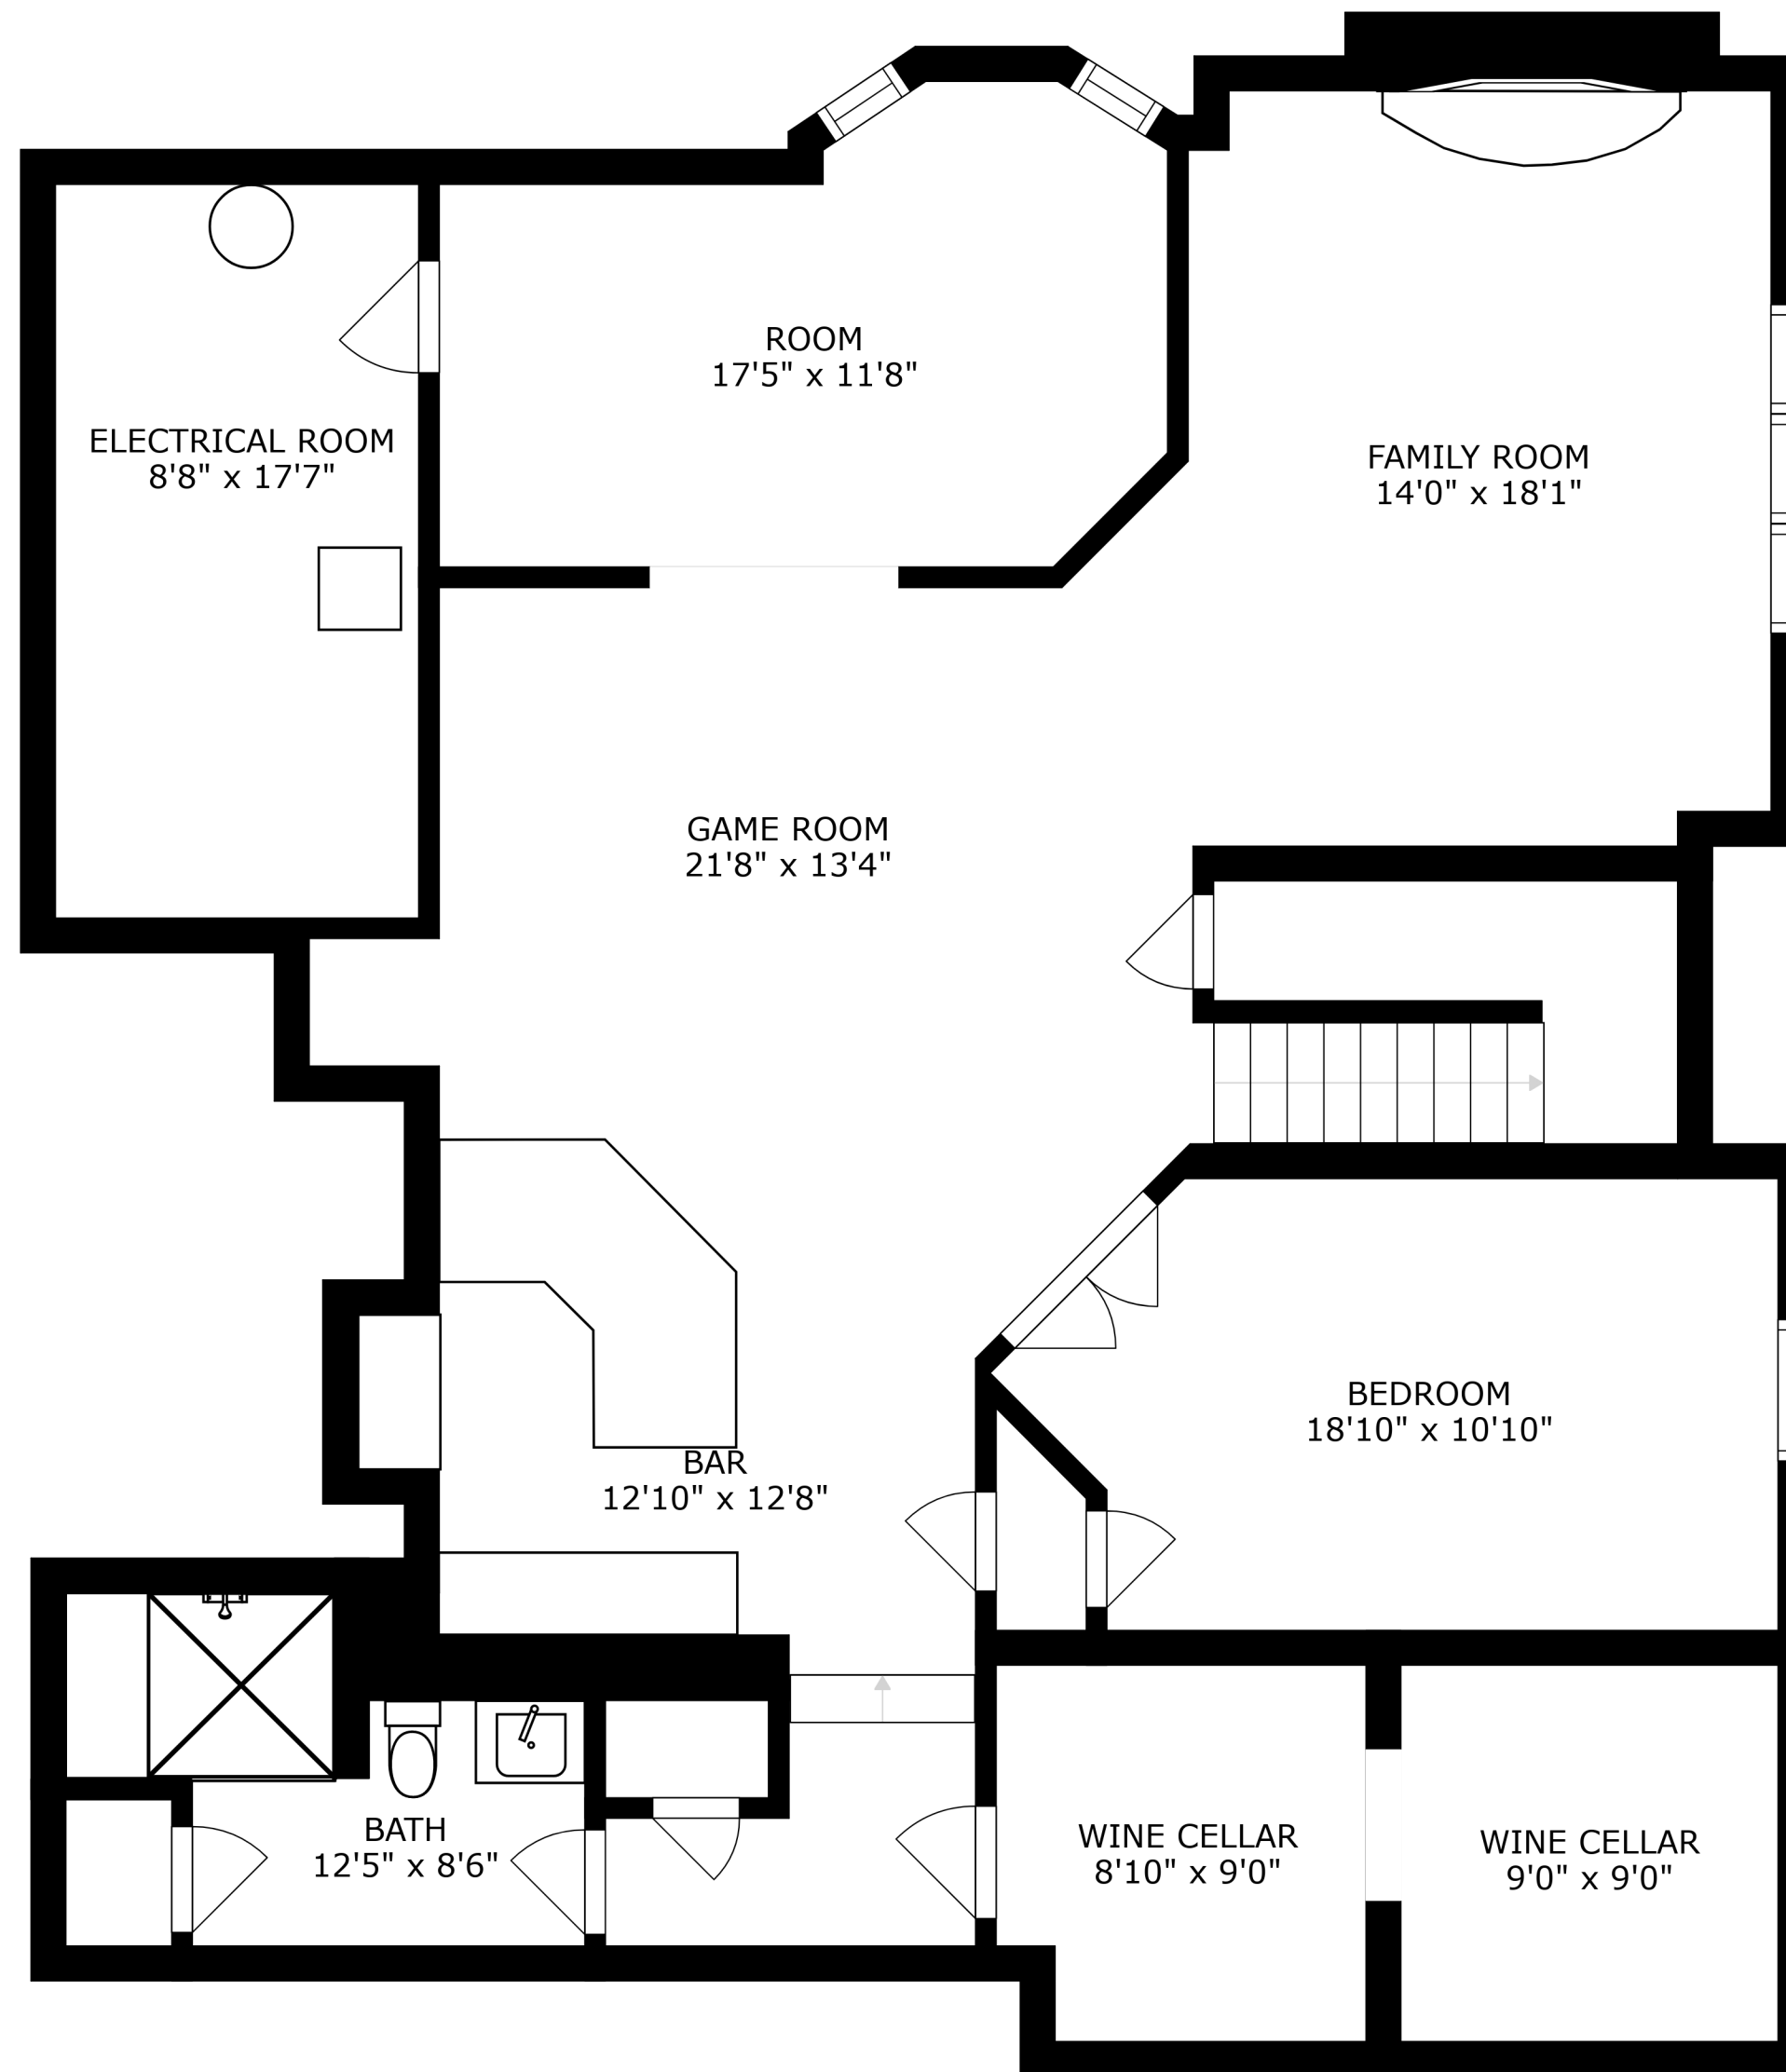 ROOM
17'5" x 11'8"
ELECTRICAL ROOM
8'8" x 17'7"
FAMILY ROOM
14'0" x 18'1"
GAME ROOM
21'8" x 13'4"
BEDROOM
18'10" x 10'10"
BAR
12'10" x 12'8"
BATH
12'5" x 8'6"
WINE CELLAR
8'10" x 9'0"
WINE CELLAR
9'0" x 9'0"